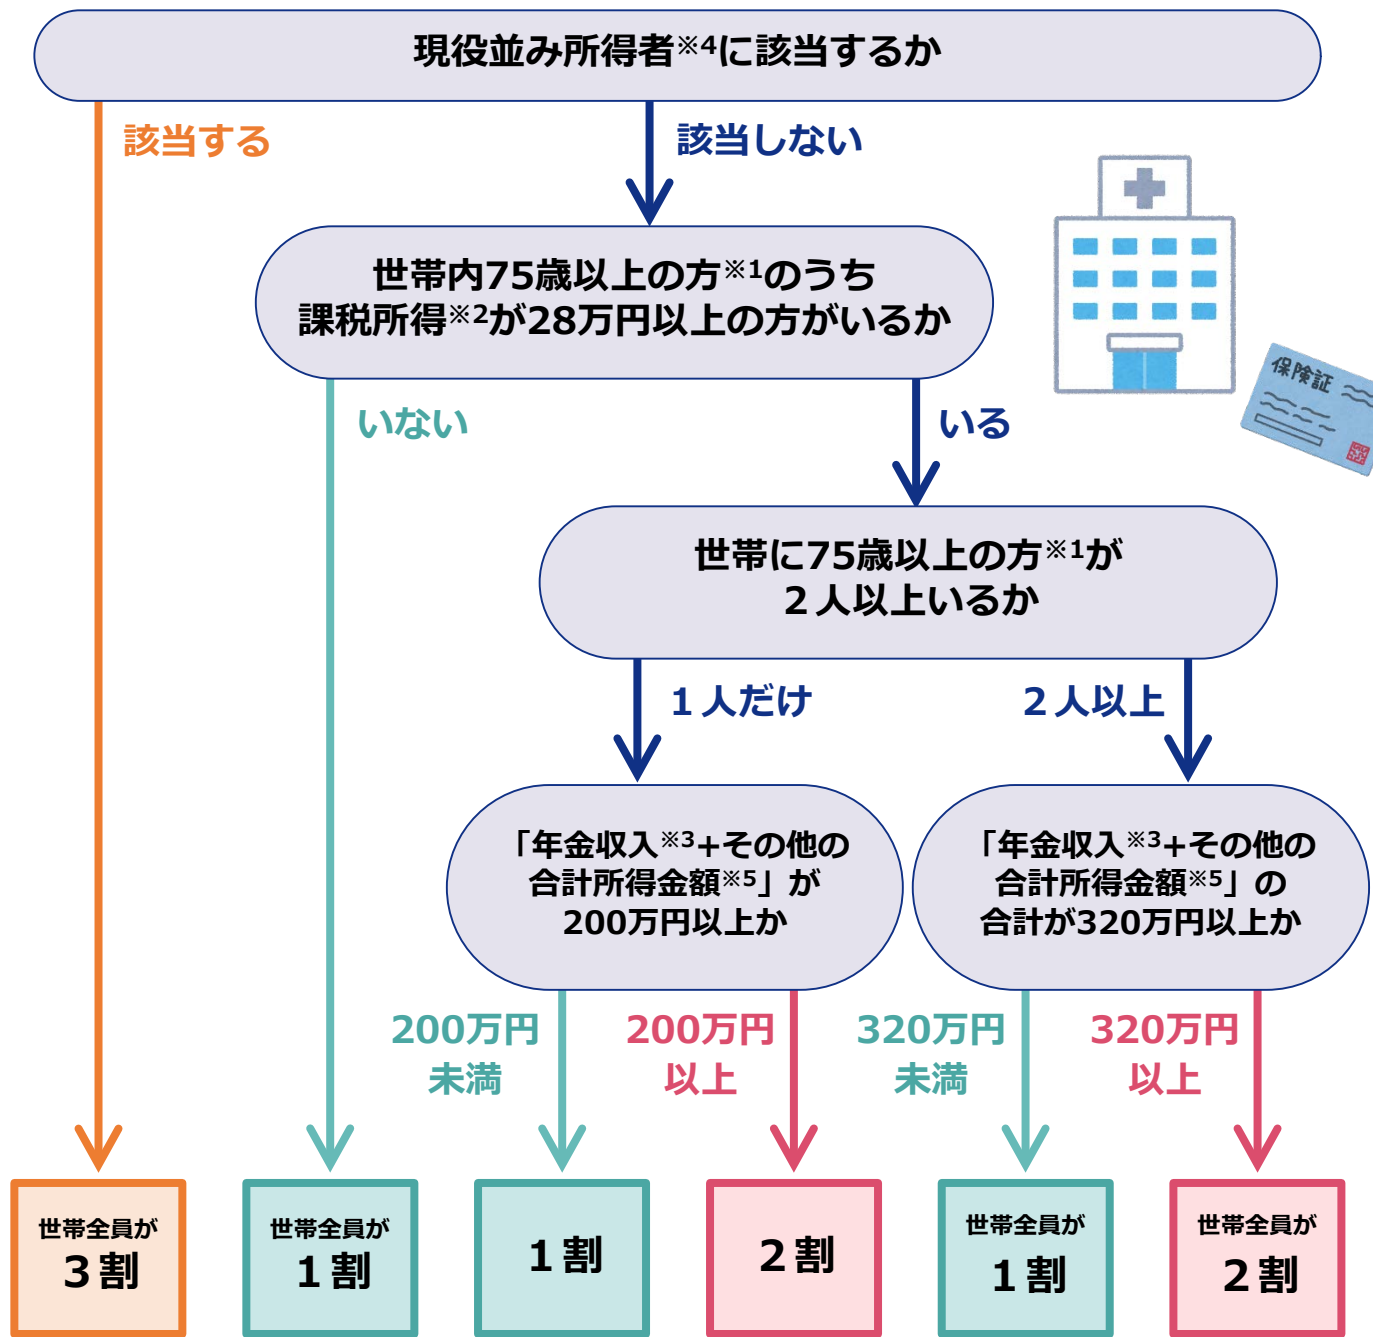 現役並み所得者※4に該当するか
該当する
該当しない
世帯内75歳以上の方※1のうち
課税所得※2が28万円以上の方がいるか
保険証
いない
いる
世帯に75歳以上の方※1が
２人以上いるか
１人だけ
２人以上
「年金収入※3+その他の
合計所得金額※5」が
200万円以上か
「年金収入※3+その他の
合計所得金額※5」の
合計が320万円以上か
200万円
未満
200万円
以上
320万円
未満
320万円
以上
世帯全員が
３割
世帯全員が
１割
１割
２割
世帯全員が
１割
世帯全員が
２割